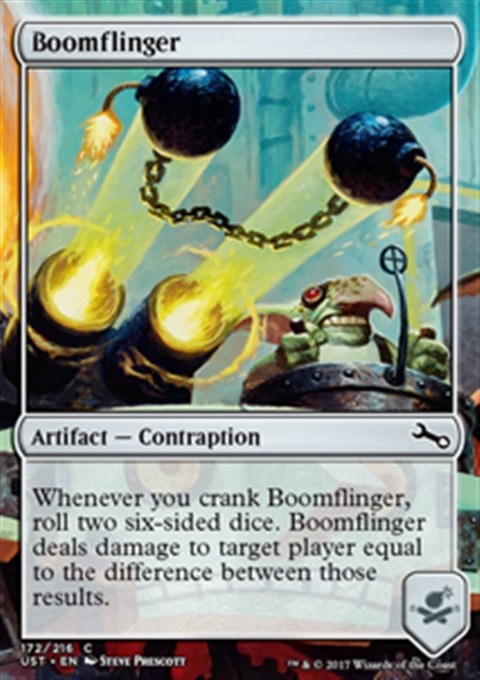 Boomflinger
Artifact — Contraption
Whenever you crank Boomflinger,
roll two six-sided dice. Boomflinger
deals damage to target player equal
to the difference between those
results.
172/216 C
UST • EN Steve Prescott
™ & © 2017 Wizards of the Coast